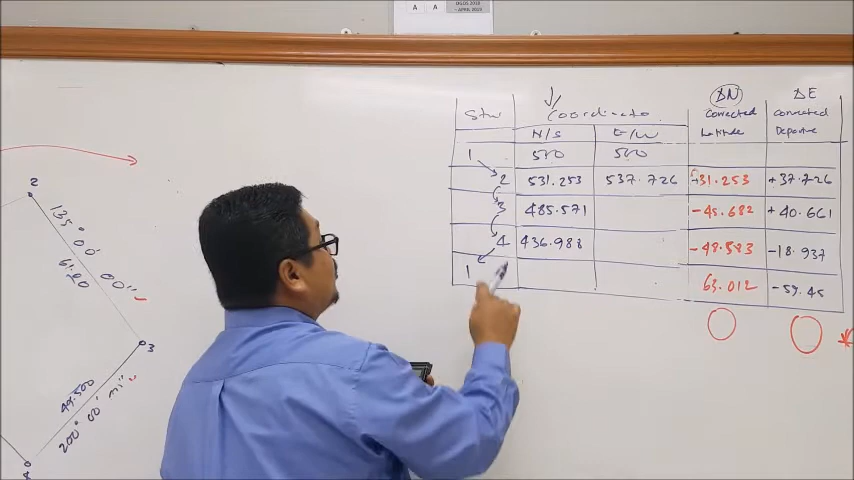 A A
ΔN ΔE
Stn Coordinate Corrected Latitude Corrected Departure
N/S E/W
1 500 500
2 531.253 537.726 +31.253 +37.726
3 485.571 -45.682 +40.661
4 436.988 -48.583 -18.937
1 63.012 -59.45
0 0
2
135° 00' 00"
61.20
3
49.500
200° 00'
4